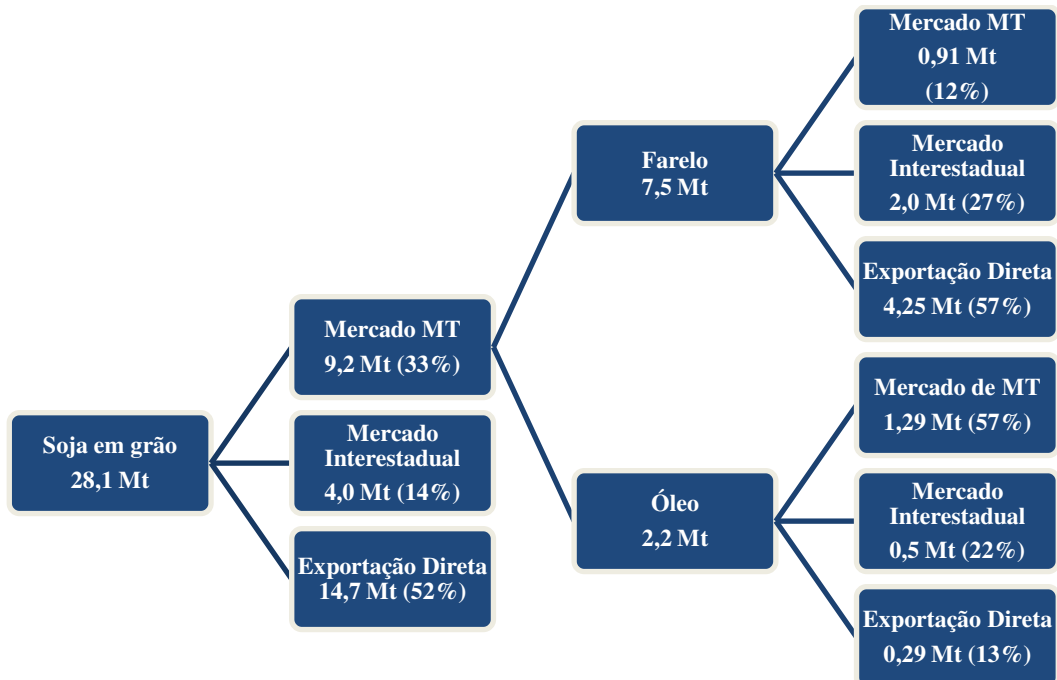 Soja em grão
28,1 Mt
Mercado MT
9,2 Mt (33%)
Mercado
Interestadual
4,0 Mt (14%)
Exportação Direta
14,7 Mt (52%)
Farelo
7,5 Mt
Óleo
2,2 Mt
Mercado MT
0,91 Mt
(12%)
Mercado
Interestadual
2,0 Mt (27%)
Exportação Direta
4,25 Mt (57%)
Mercado de MT
1,29 Mt (57%)
Mercado
Interestadual
0,5 Mt (22%)
Exportação Direta
0,29 Mt (13%)